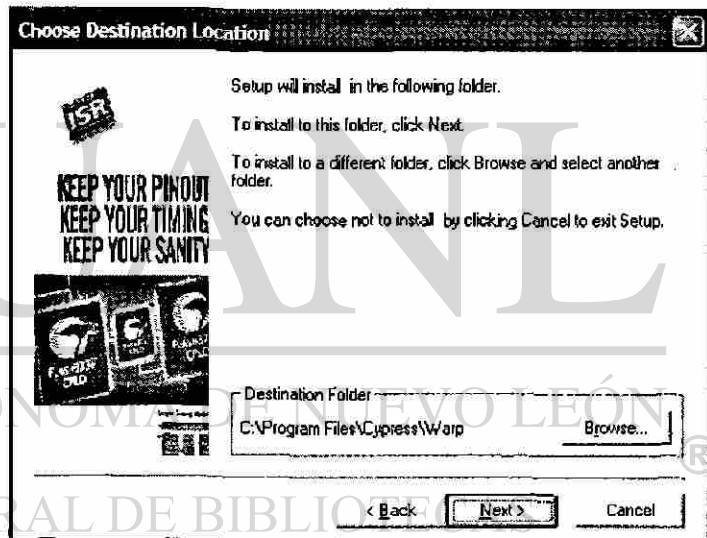 Choose Destination Location
Setup will install in the following folder.
To install to this folder, click Next.
To install to a different folder, click Browse and select another
folder.
You can choose not to install by clicking Cancel to exit Setup.
ISR
KEEP YOUR PINOUT
KEEP YOUR TIMING
KEEP YOUR SANITY
UANL
CPLD
Destination Folder
C:\Program Files\Cypress\Warp
Browse...
NOMA DE NUEVO LEÓN
®
< Back
Next >
Cancel
RAL DE BIBLIOTECAS